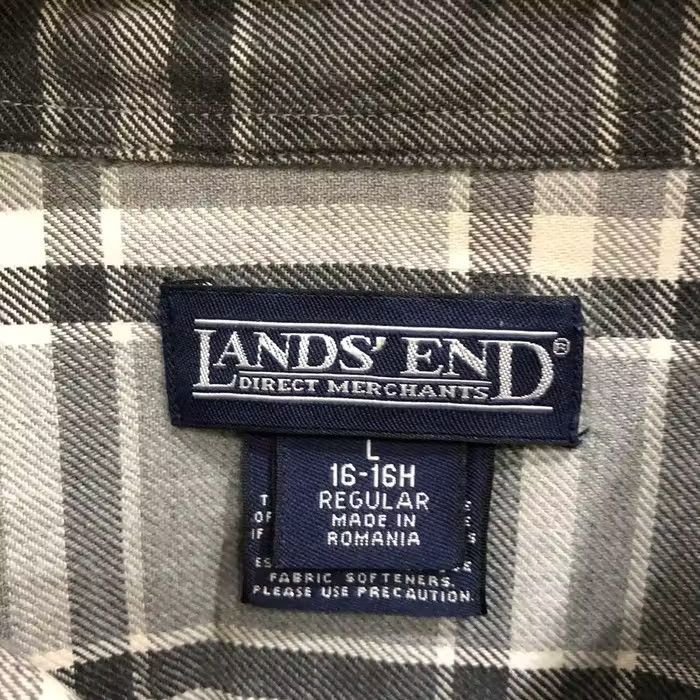 LANDS' END®
DIRECT MERCHANTS
L
16-16H
REGULAR
MADE IN
ROMANIA
FABRIC SOFTENERS.
PLEASE USE PRECAUTION.